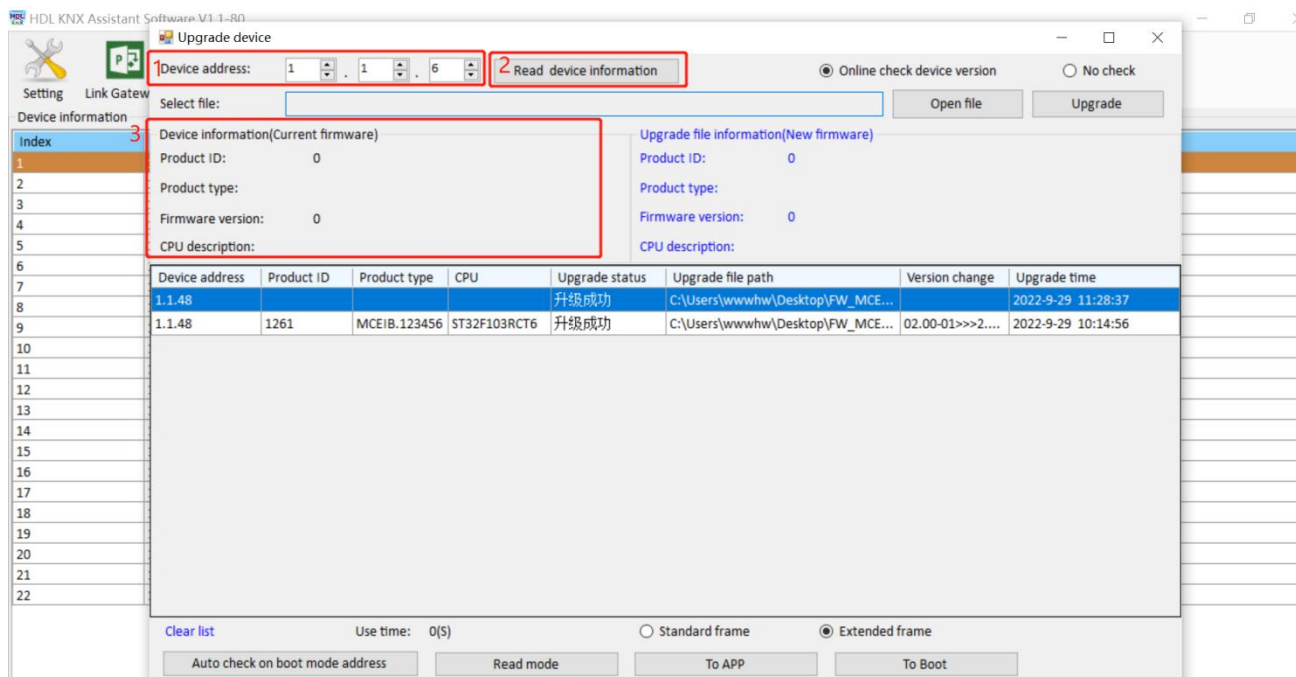 HDL KNX Assistant Software V1.1-80
Upgrade device
1 Device address: 1 . 1 . 6
2 Read device information
Online check device version
No check
Setting
Link Gatew
Select file:
Open file
Upgrade
Device information
3
Device information(Current firmware)
Upgrade file information(New firmware)
Index
Product ID: 0
Product ID: 0
Product type:
Product type:
Firmware version: 0
Firmware version: 0
CPU description:
CPU description:
Device address Product ID Product type CPU Upgrade status Upgrade file path Version change Upgrade time
1.1.48 升级成功 C:\Users\wwwhw\Desktop\FW_MCE... 2022-9-29 11:28:37
1.1.48 1261 MCEIB.123456 ST32F103RCT6 升级成功 C:\Users\wwwhw\Desktop\FW_MCE... 02.00-01>>>2.... 2022-9-29 10:14:56
1
2
3
4
5
6
7
8
9
10
11
12
13
14
15
16
17
18
19
20
21
22
Clear list
Use time: 0(S)
Standard frame
Extended frame
Auto check on boot mode address
Read mode
To APP
To Boot